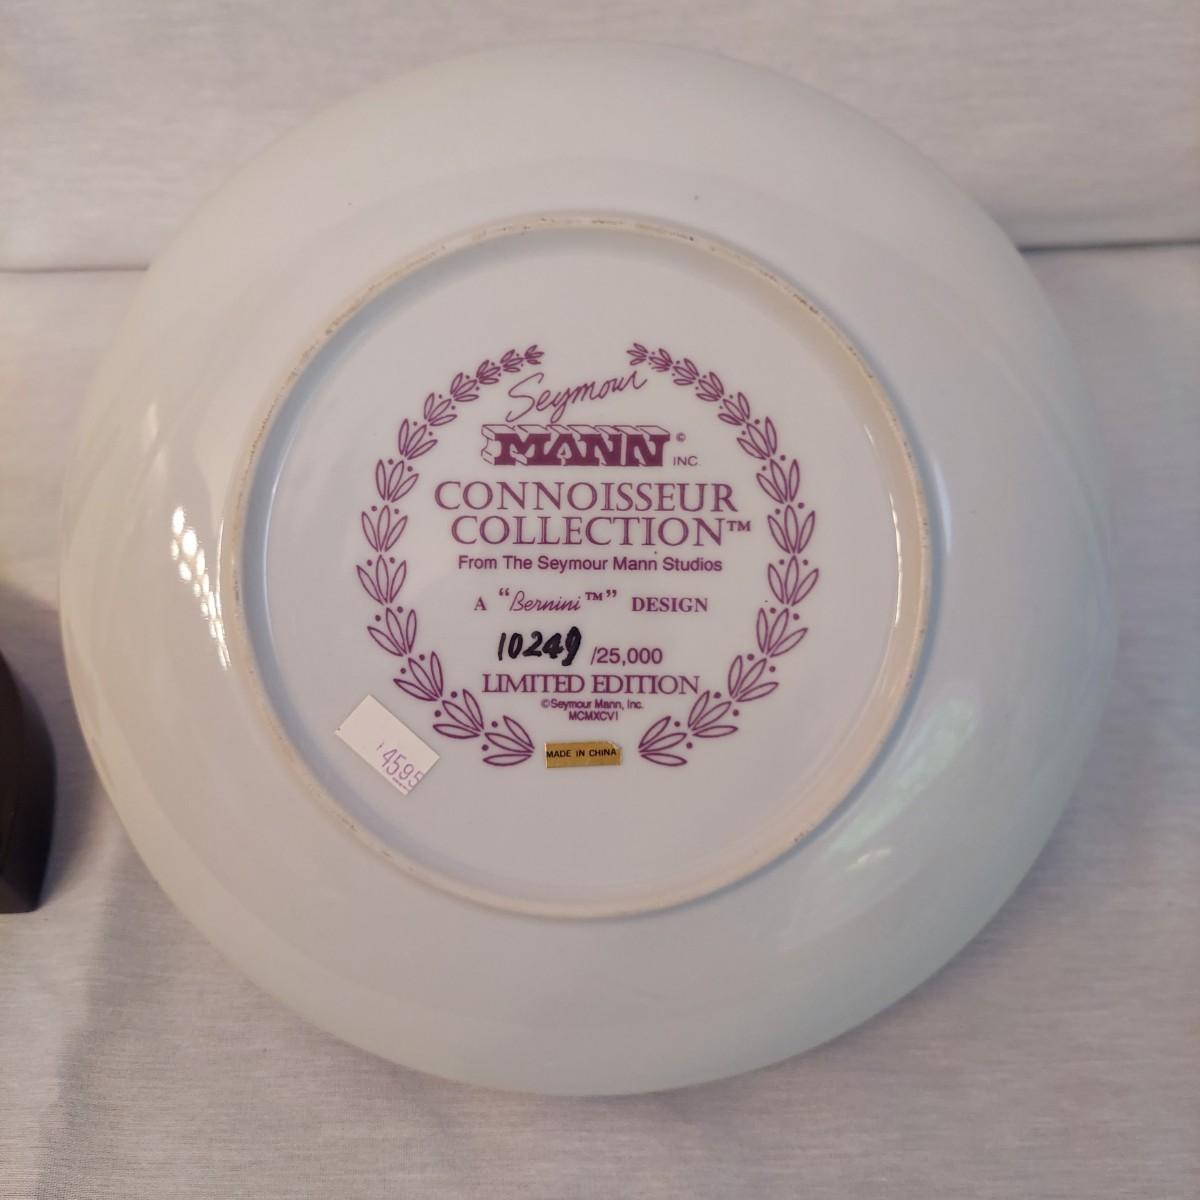 Seymour
MANN © INC.
CONNOISSEUR
COLLECTION™
From The Seymour Mann Studios
A "Bernini™" DESIGN
10249 /25,000
LIMITED EDITION
©Seymour Mann, Inc.
MCMXCVI
MADE IN CHINA
4595